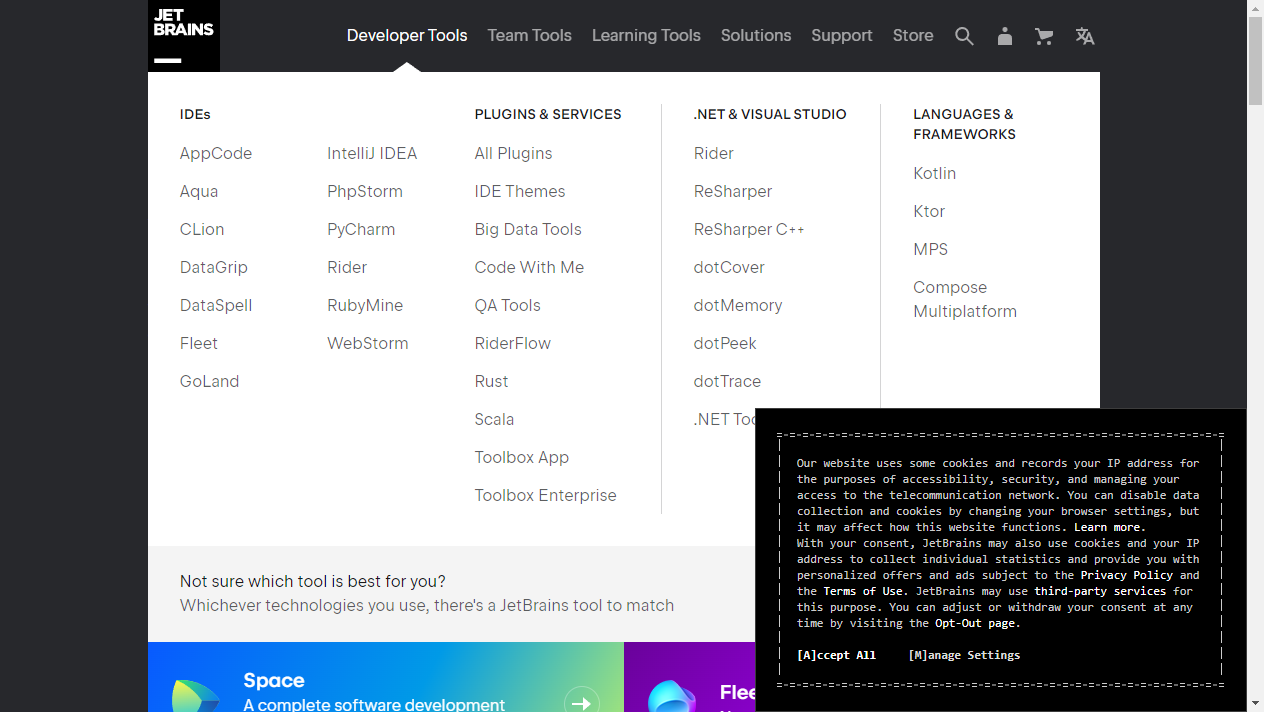 JET
BRAINS
Developer Tools
Team Tools
Learning Tools
Solutions
Support
Store
IDEs
AppCode
Aqua
CLion
DataGrip
DataSpell
Fleet
GoLand
IntelliJ IDEA
PhpStorm
PyCharm
Rider
RubyMine
WebStorm
PLUGINS & SERVICES
All Plugins
IDE Themes
Big Data Tools
Code With Me
QA Tools
RiderFlow
Rust
Scala
Toolbox App
Toolbox Enterprise
.NET & VISUAL STUDIO
Rider
ReSharper
ReSharper C++
dotCover
dotMemory
dotPeek
dotTrace
.NET
LANGUAGES &
FRAMEWORKS
Kotlin
Ktor
MPS
Compose
Multiplatform
Not sure which tool is best for you?
Whichever technologies you use, there's a JetBrains tool to match
Space
A complete software development
Our website uses some cookies and records your IP address for
the purposes of accessibility, security, and managing your
access to the telecommunication network. You can disable data
collection and cookies by changing your browser settings, but
it may affect how this website functions. Learn more.
With your consent, JetBrains may also use cookies and your IP
address to collect individual statistics and provide you with
personalized offers and ads subject to the Privacy Policy and
the Terms of Use. JetBrains may use third-party services for
this purpose. You can adjust or withdraw your consent at any
time by visiting the Opt-Out page.
[A]ccept All
[M]anage Settings